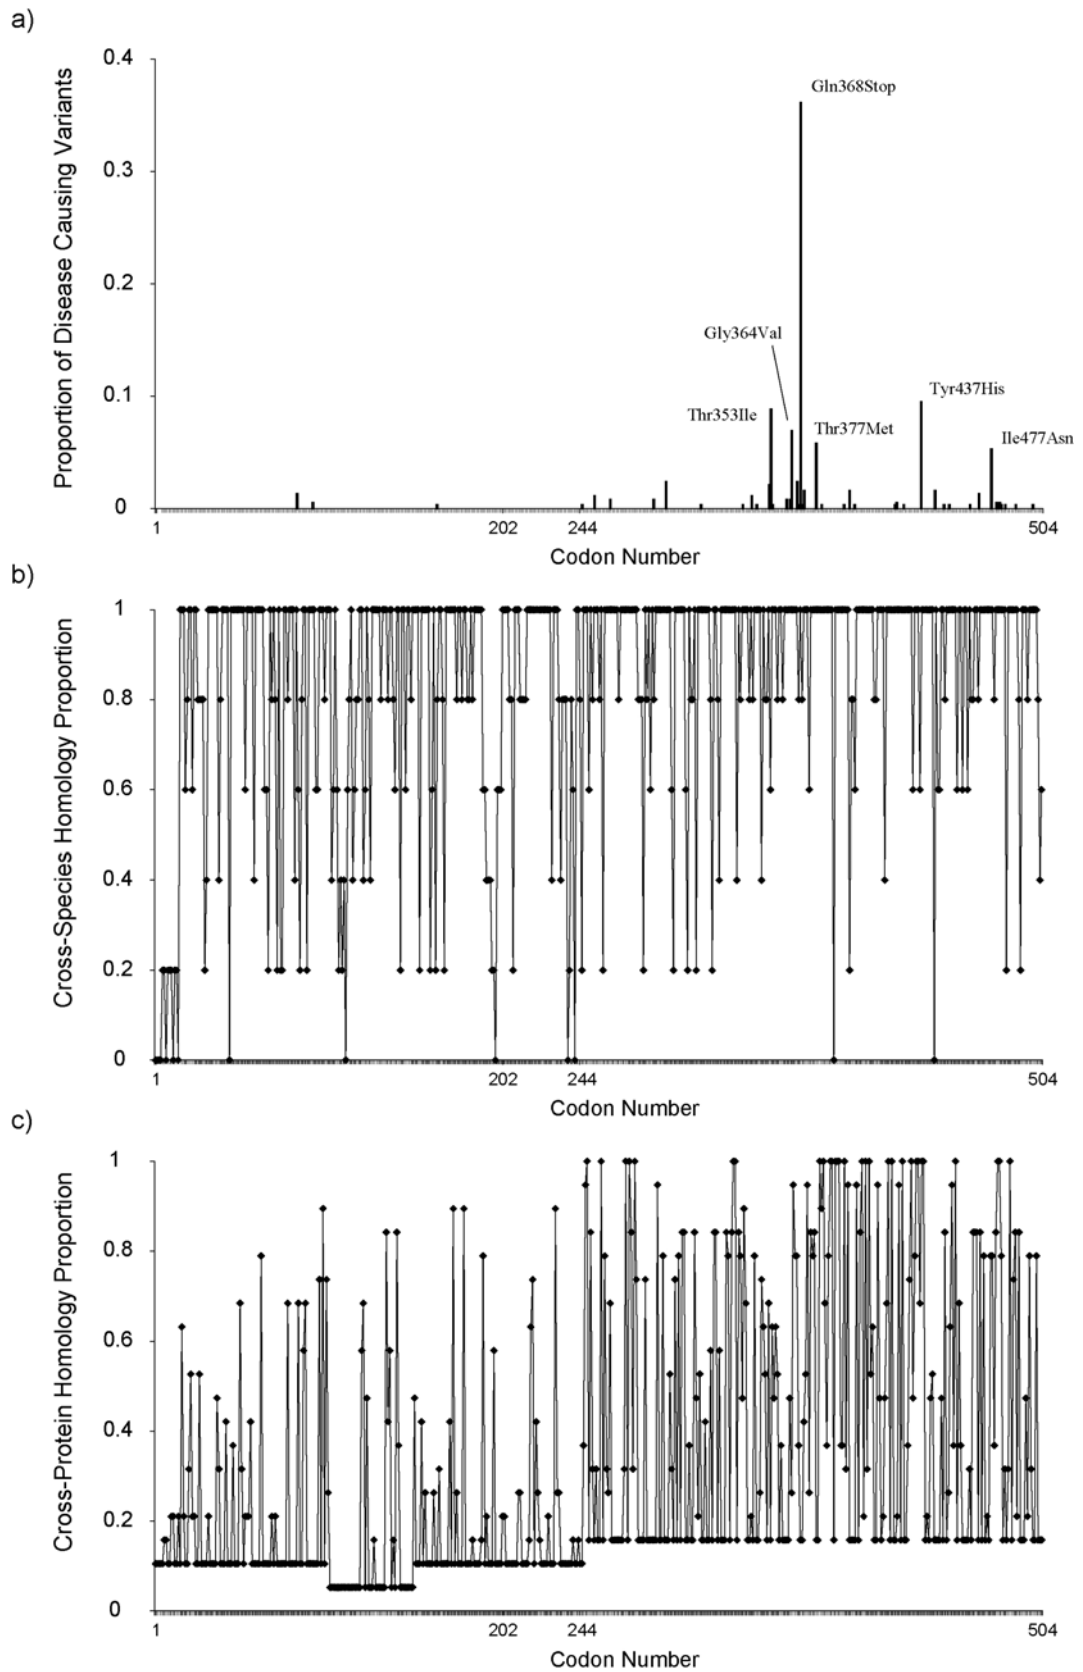 a)
Proportion of Disease Causing Variants
0.4
0.3
0.2
0.1
0
Gln368Stop
Gly364Val
Thr353Ile
Thr377Met
Tyr437His
Ile477Asn
1 202 244 504
Codon Number
b)
Cross-Species Homology Proportion
1
0.8
0.6
0.4
0.2
0
1 202 244 504
Codon Number
c)
Cross-Protein Homology Proportion
1
0.8
0.6
0.4
0.2
0
1 202 244 504
Codon Number